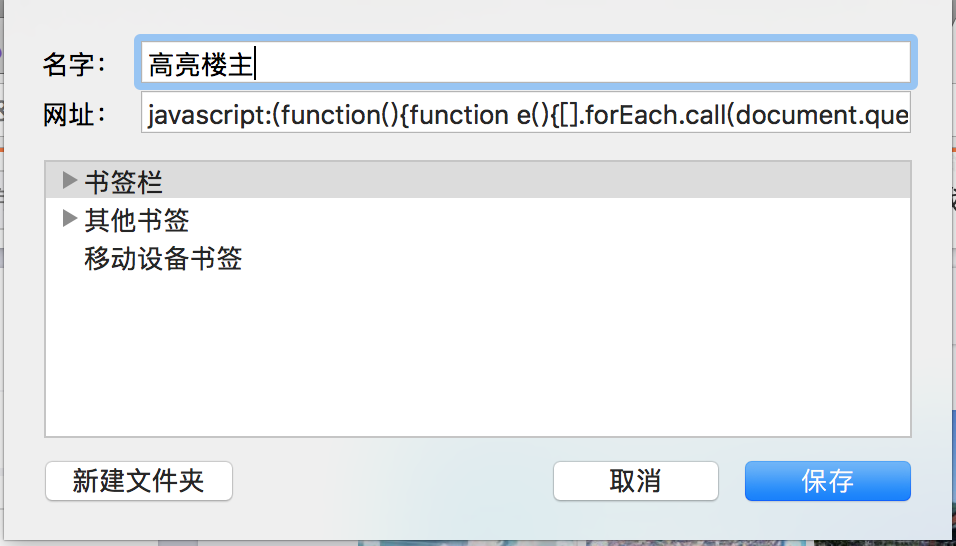 名字：高亮楼主
网址：javascript:(function(){function e(){[].forEach.call(document.que
书签栏
其他书签
移动设备书签
新建文件夹 取消 保存